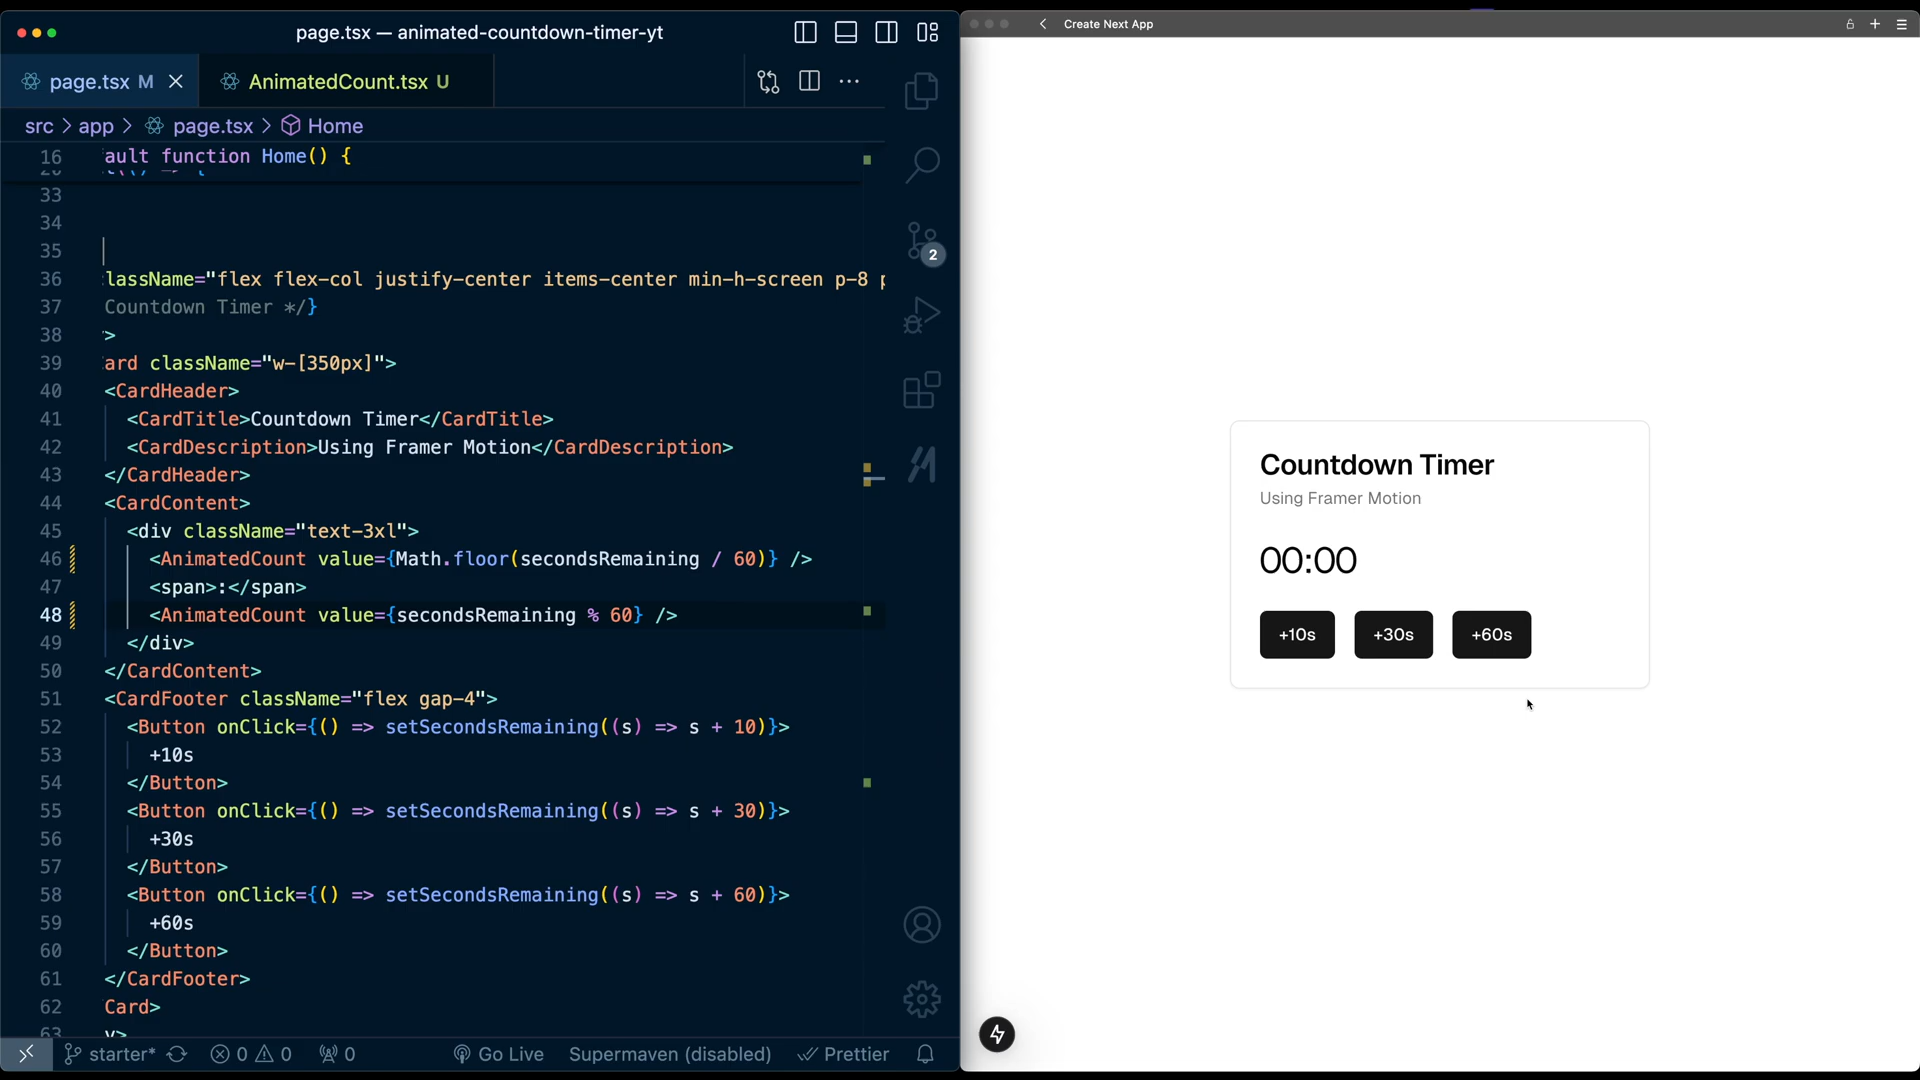 page.tsx — animated-countdown-timer-yt
page.tsx M
AnimatedCount.tsx U
src > app > page.tsx > Home
16 ault function Home() {
33
34
35
36 lassName="flex flex-col justify-center items-center min-h-screen p-8 p
37 Countdown Timer */}
38 >
39 ard className="w-[350px]">
40 <CardHeader>
41 <CardTitle>Countdown Timer</CardTitle>
42 <CardDescription>Using Framer Motion</CardDescription>
43 </CardHeader>
44 <CardContent>
45 <div className="text-3xl">
46 <AnimatedCount value={Math.floor(secondsRemaining / 60)} />
47 <span>:</span>
48 <AnimatedCount value={secondsRemaining % 60} />
49 </div>
50 </CardContent>
51 <CardFooter className="flex gap-4">
52 <Button onClick={() => setSecondsRemaining((s) => s + 10)}>
53 +10s
54 </Button>
55 <Button onClick={() => setSecondsRemaining((s) => s + 30)}>
56 +30s
57 </Button>
58 <Button onClick={() => setSecondsRemaining((s) => s + 60)}>
59 +60s
60 </Button>
61 </CardFooter>
62 Card>
63 v>
2
starter* 0 0 0 Go Live Supermaven (disabled) Prettier
Create Next App
Countdown Timer
Using Framer Motion
00:00
+10s +30s +60s